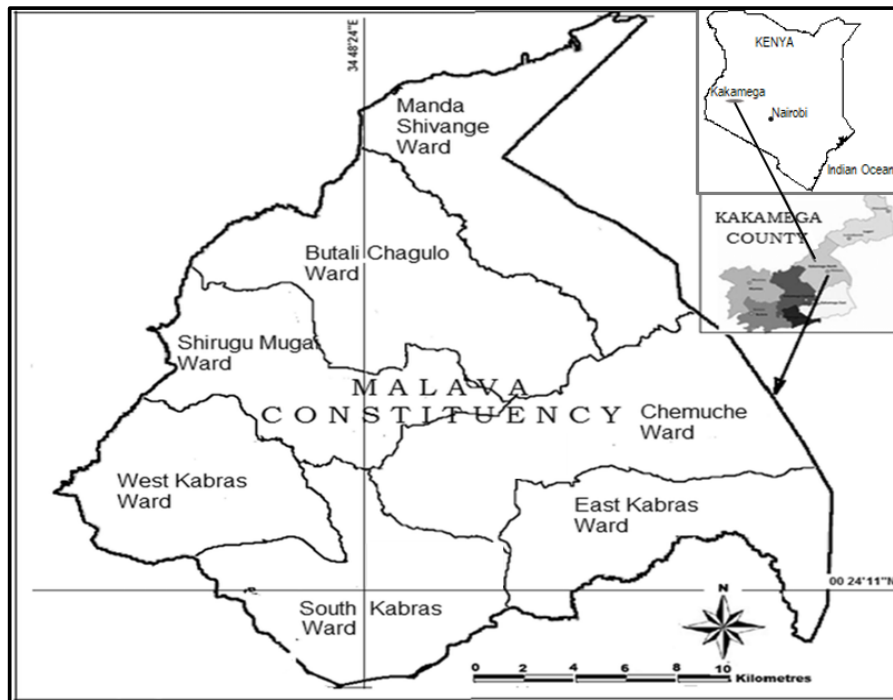 34 48'24"E
Manda
Shivange
Ward
Butali Chagulo
Ward
Shirugu Mugai
Ward
MALAVA
CONSTITUENCY
Chemuche
Ward
West Kabras
Ward
East Kabras
Ward
South Kabras
Ward
00 24'11"N
N
0 2 4 6 8 10
Kilometres
KENYA
Kakamega
Nairobi
Indian Ocean
KAKAMEGA
COUNTY